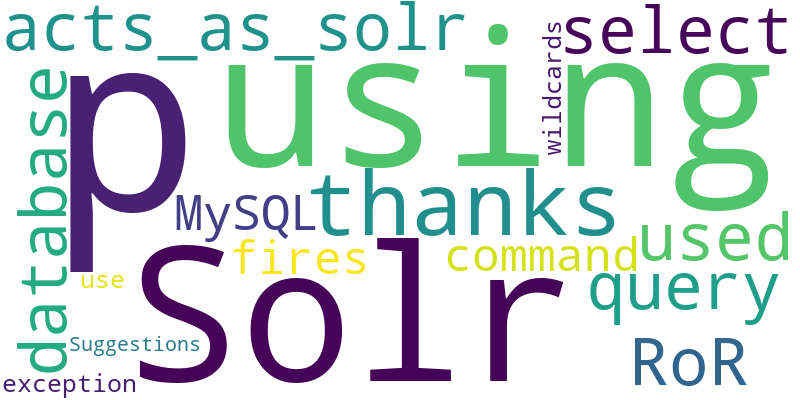 acts_as_solr
select
wildcards
p
using
database
thanks
MySQL
used
fires
command
query
use
Solr
Suggestions
RoR
exception